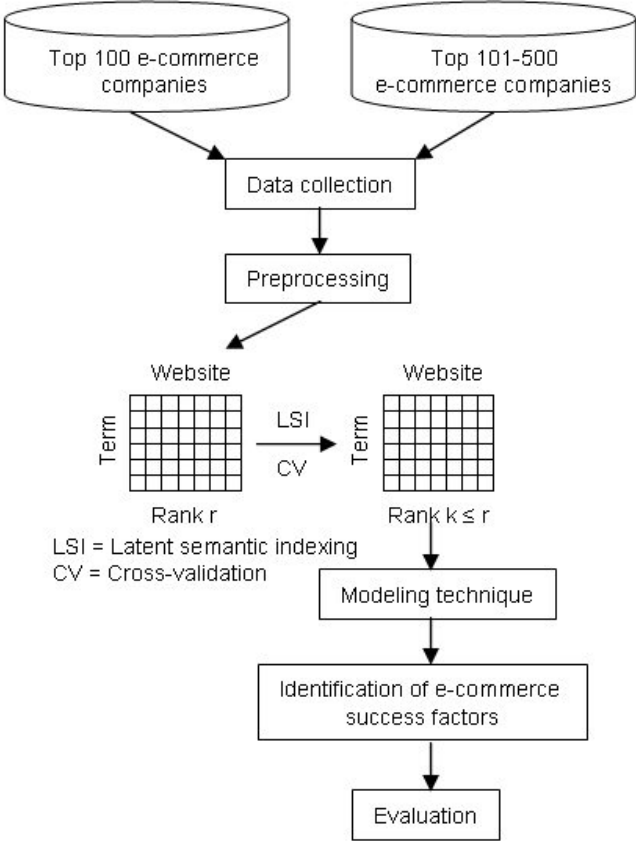 Top 100 e-commerce
companies
Top 101-500
e-commerce companies
Data collection
Preprocessing
Website
Term
Rank r
LSI
CV
Website
Term
Rank k ≤ r
LSI = Latent semantic indexing
CV = Cross-validation
Modeling technique
Identification of e-commerce
success factors
Evaluation